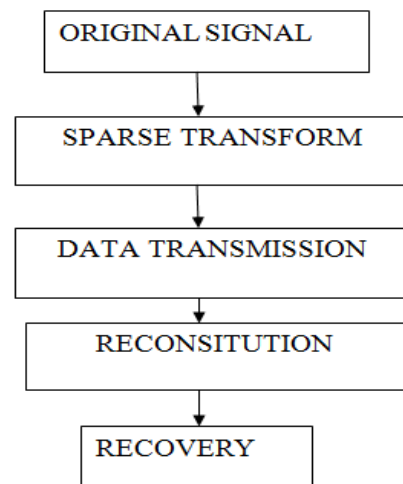 ORIGINAL SIGNAL
SPARSE TRANSFORM
DATA TRANSMISSION
RECONSITUTION
RECOVERY